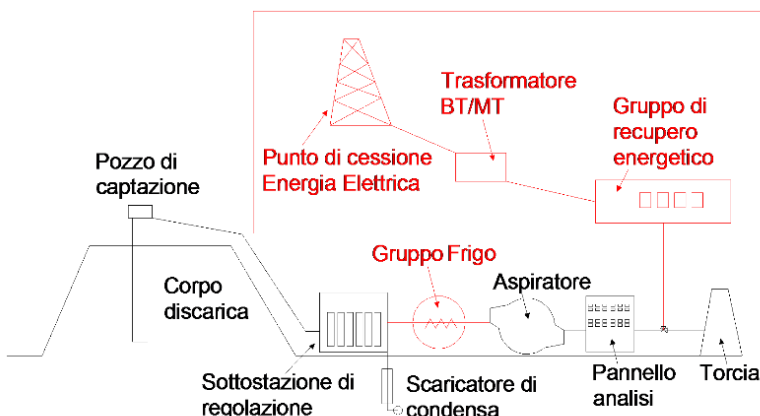 Trasformatore
BT/MT
Gruppo di
recupero
energetico
Punto di cessione
Energia Elettrica
Pozzo di
captazione
Gruppo Frigo
Aspiratore
Corpo
discarica
Sottostazione di
regolazione
Scaricatore di
condensa
Pannello
analisi
Torcia